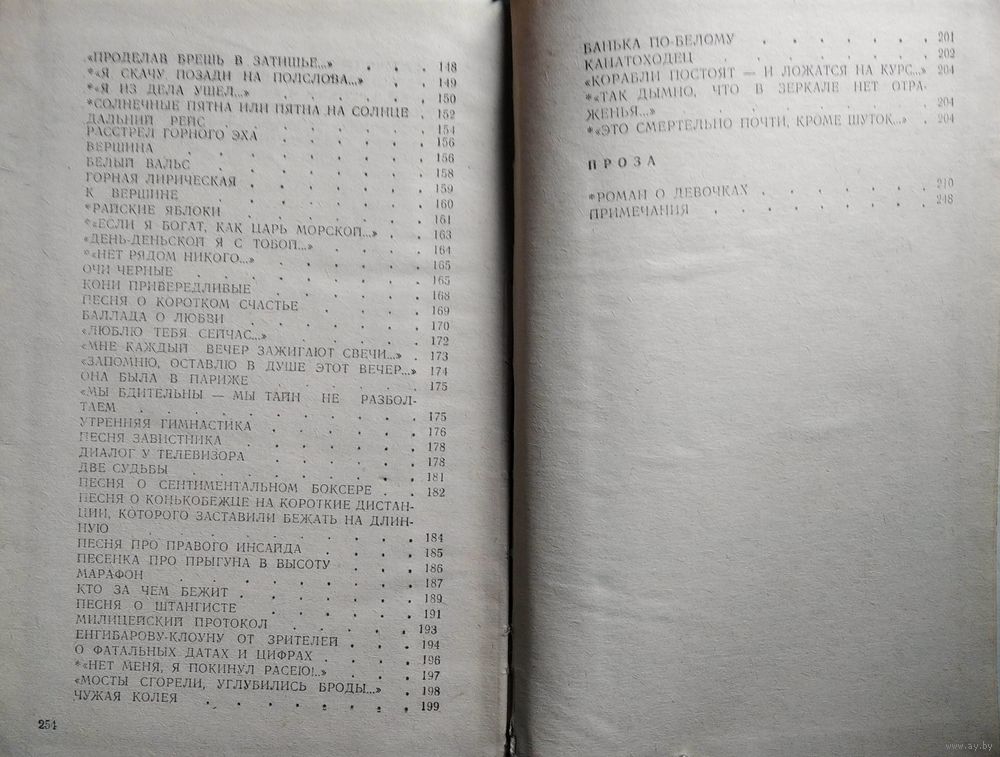 «ПРОДЕЛАВ БРЕШЬ В ЗАТИШЬЕ...» . . . 148
*«Я СКАЧУ ПОЗАДИ НА ПОЛСЛОВА...» . . 149
*«Я ИЗ ДЕЛА УШЕЛ...» . . . . . 150
*СОЛНЕЧНЫЕ ПЯТНА ИЛИ ПЯТНА НА СОЛНЦЕ . 152
ДАЛЬНИЙ РЕЙС . . . . . . 154
РАССТРЕЛ ГОРНОГО ЭХА . . . . . 156
ВЕРШИНА . . . . . . . 156
БЕЛЫЙ ВАЛЬС . . . . . . 158
ГОРНАЯ ЛИРИЧЕСКАЯ . . . . . 159
К ВЕРШИНЕ . . . . . . 160
*РАЙСКИЕ ЯБЛОКИ . . . . . . 161
*«ЕСЛИ Я БОГАТ, КАК ЦАРЬ МОРСКОЙ...» . . 163
«ДЕНЬ-ДЕНЬСКОЙ Я С ТОБОЙ...» . . . . 164
*«НЕТ РЯДОМ НИКОГО...» . . . . . 165
ОЧИ ЧЕРНЫЕ . . . . . . . 165
КОНИ ПРИВЕРЕДЛИВЫЕ . . . . . 168
ПЕСНЯ О КОРОТКОМ СЧАСТЬЕ . . . . 169
БАЛЛАДА О ЛЮБВИ . . . . . . 170
«ЛЮБЛЮ ТЕБЯ СЕЙЧАС...» . . . . . 172
«МНЕ КАЖДЫЙ ВЕЧЕР ЗАЖИГАЮТ СВЕЧИ...» . 173
«ЗАПОМНЮ, ОСТАВЛЮ В ДУШЕ ЭТОТ ВЕЧЕР...» 174
ОНА БЫЛА В ПАРИЖЕ . . . . . 175
«МЫ БДИТЕЛЬНЫ — МЫ ТАЙН НЕ РАЗБОЛ-
ТАЕМ . . . . . . . . 175
УТРЕННЯЯ ГИМНАСТИКА . . . . . 176
ПЕСНЯ ЗАВИСТНИКА . . . . . . 178
ДИАЛОГ У ТЕЛЕВИЗОРА . . . . . 178
ДВЕ СУДЬБЫ . . . . . . . 181
ПЕСНЯ О СЕНТИМЕНТАЛЬНОМ БОКСЕРЕ . . 182
ПЕСНЯ О КОНЬКОБЕЖЦЕ НА КОРОТКИЕ ДИСТАН-
ЦИИ, КОТОРОГО ЗАСТАВИЛИ БЕЖАТЬ НА ДЛИН-
НУЮ . . . . . . . . 184
ПЕСНЯ ПРО ПРАВОГО ИНСАЙДА . . . . 185
ПЕСЕНКА ПРО ПРЫГУНА В ВЫСОТУ . . . 186
МАРАФОН . . . . . . . 187
КТО ЗА ЧЕМ БЕЖИТ . . . . . . 189
ПЕСНЯ О ШТАНГИСТЕ . . . . . 191
МИЛИЦЕЙСКИЙ ПРОТОКОЛ . . . . . 193
ЕНГИБАРОВУ-КЛОУНУ ОТ ЗРИТЕЛЕЙ . . . 194
О ФАТАЛЬНЫХ ДАТАХ И ЦИФРАХ . . . . 196
*«НЕТ МЕНЯ, Я ПОКИНУЛ РАСЕЮ!..» . . . 197
«МОСТЫ СГОРЕЛИ, УГЛУБИЛИСЬ БРОДЫ...» . 198
ЧУЖАЯ КОЛЕЯ . . . . . . 199
254
БАНЬКА ПО-БЕЛОМУ . . . . . . 201
КАНАТОХОДЕЦ . . . . . . . 202
«КОРАБЛИ ПОСТОЯТ — И ЛОЖАТСЯ НА КУРС...» 204
*«ТАК ДЫМНО, ЧТО В ЗЕРКАЛЕ НЕТ ОТРА-
ЖЕНЬЯ...» . . . . . . . 204
*«ЭТО СМЕРТЕЛЬНО ПОЧТИ, КРОМЕ ШУТОК...» . 204
ПРОЗА
*РОМАН О ДЕВОЧКАХ . . . . . . 210
ПРИМЕЧАНИЯ . . . . . . . 248
www.ay.by